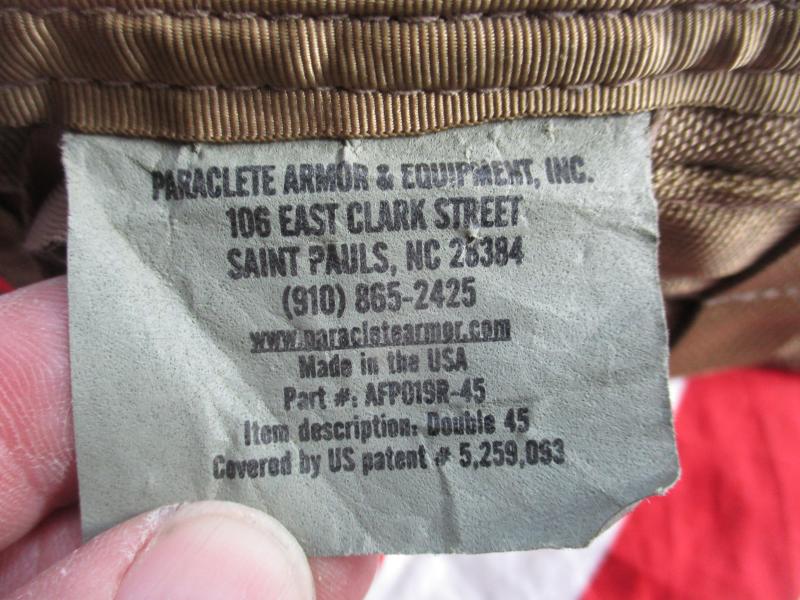 PARACLETE ARMOR & EQUIPMENT, INC.
106 EAST CLARK STREET
SAINT PAULS, NC 28384
(910) 865-2425
www.paracletearmor.com
Made in the USA
Part #: AFP019R-45
Item description: Double 45
Covered by US patent # 5,259,093